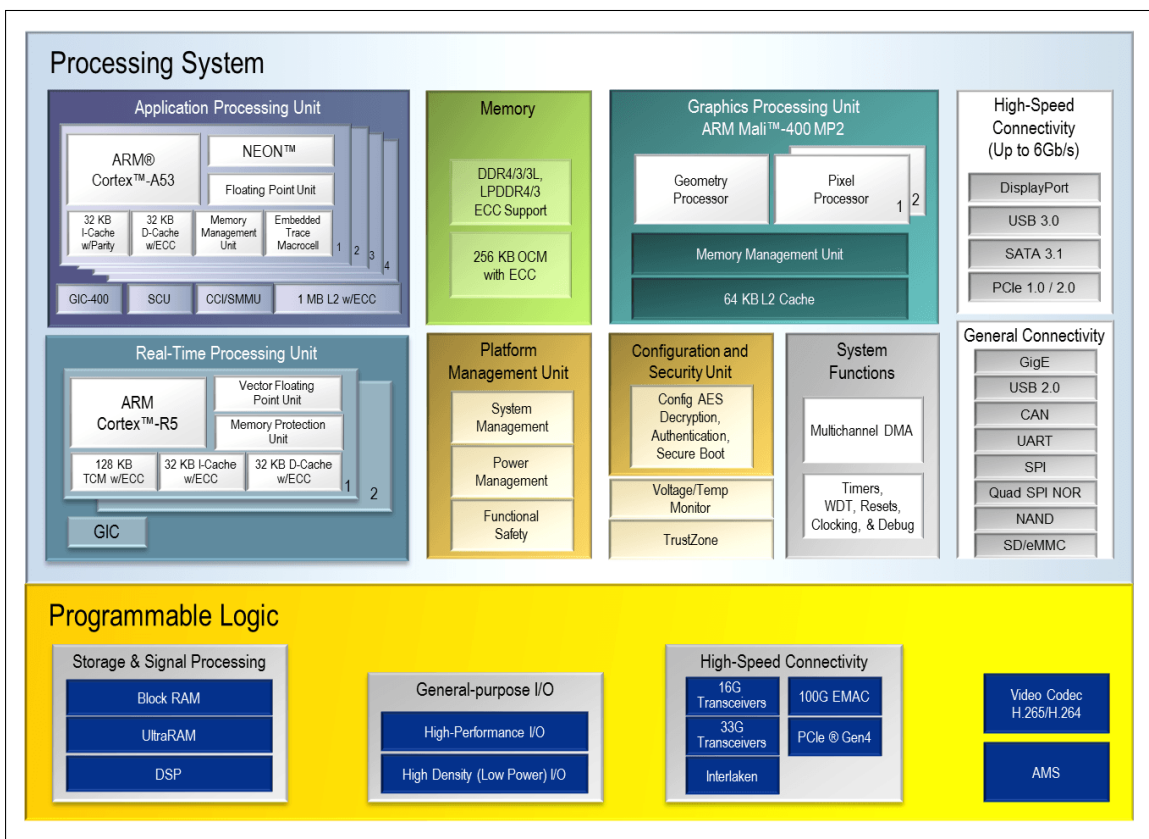 Processing System
Application Processing Unit
ARM®
Cortex™-A53
NEON™
Floating Point Unit
32 KB
I-Cache
w/Parity
32 KB
D-Cache
w/ECC
Memory
Management
Unit
Embedded
Trace
Macrocell
1
2
3
4
GIC-400
SCU
CCI/SMMU
1 MB L2 w/ECC
Memory
DDR4/3/3L,
LPDDR4/3
ECC Support
256 KB OCM
with ECC
Graphics Processing Unit
ARM Mali™-400 MP2
Geometry
Processor
Pixel
Processor
1
2
Memory Management Unit
64 KB L2 Cache
High-Speed
Connectivity
(Up to 6Gb/s)
DisplayPort
USB 3.0
SATA 3.1
PCIe 1.0 / 2.0
Real-Time Processing Unit
ARM
Cortex™-R5
Vector Floating
Point Unit
Memory Protection
Unit
128 KB
TCM w/ECC
32 KB I-Cache
w/ECC
32 KB D-Cache
w/ECC
1
2
GIC
Platform
Management Unit
System
Management
Power
Management
Functional
Safety
Configuration and
Security Unit
Config AES
Decryption,
Authentication,
Secure Boot
Voltage/Temp
Monitor
TrustZone
System
Functions
Multichannel DMA
Timers,
WDT, Resets,
Clocking, & Debug
General Connectivity
GigE
USB 2.0
CAN
UART
SPI
Quad SPI NOR
NAND
SD/eMMC
Programmable Logic
Storage & Signal Processing
Block RAM
UltraRAM
DSP
General-purpose I/O
High-Performance I/O
High Density (Low Power) I/O
High-Speed Connectivity
16G
Transceivers
33G
Transceivers
Interlaken
100G EMAC
PCIe ® Gen4
Video Codec
H.265/H.264
AMS